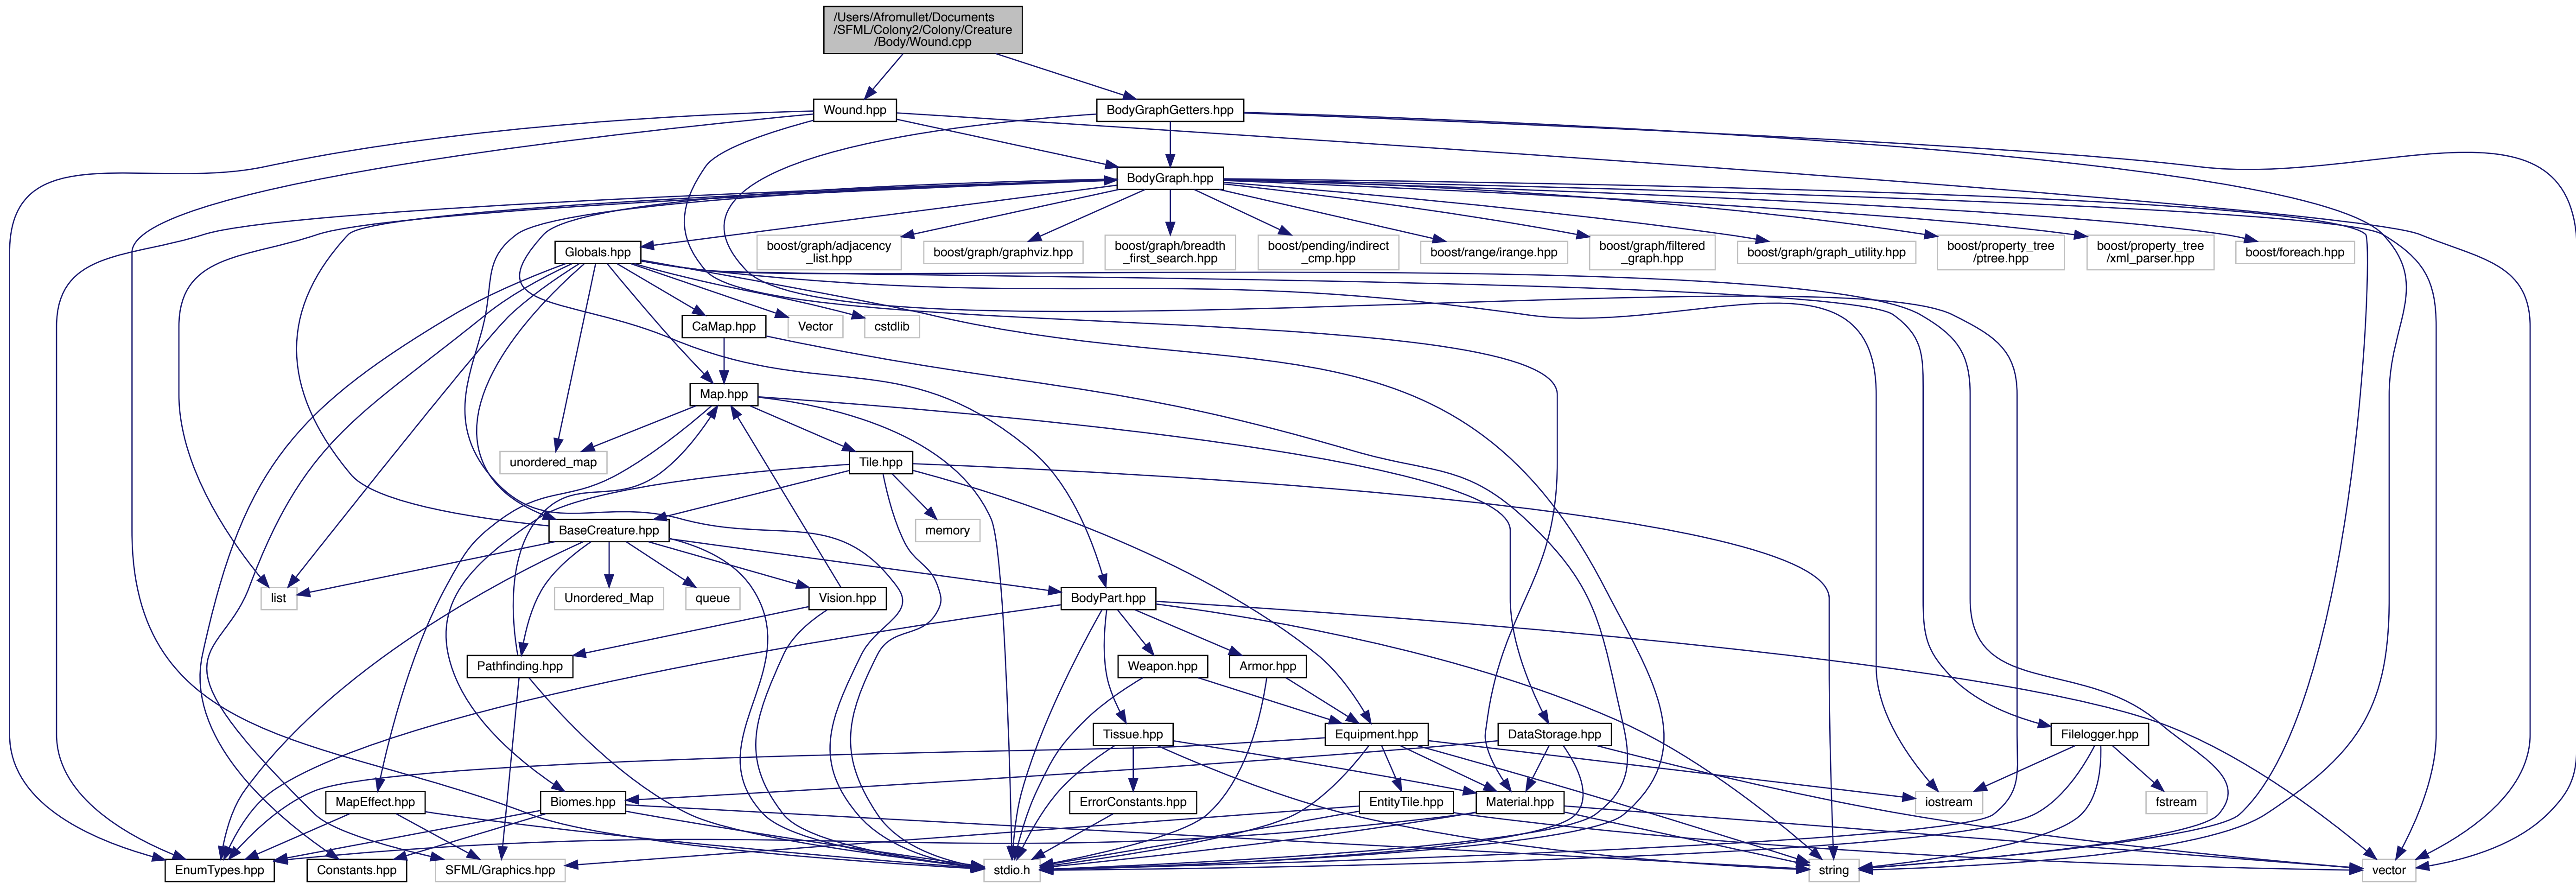 /Users/Afromullet/Documents
/SFML/Colony2/Colony/Creature
/Body/Wound.cpp
Wound.hpp
BodyGraphGetters.hpp
BodyGraph.hpp
Globals.hpp
boost/graph/adjacency
_list.hpp
boost/graph/graphviz.hpp
boost/graph/breadth
_first_search.hpp
boost/pending/indirect
_cmp.hpp
boost/range/irange.hpp
boost/graph/filtered
_graph.hpp
boost/graph/graph_utility.hpp
boost/property_tree
/ptree.hpp
boost/property_tree
/xml_parser.hpp
boost/foreach.hpp
CaMap.hpp
Vector
cstdlib
Map.hpp
unordered_map
Tile.hpp
BaseCreature.hpp
memory
list
Unordered_Map
queue
Vision.hpp
BodyPart.hpp
Pathfinding.hpp
Weapon.hpp
Armor.hpp
Tissue.hpp
Equipment.hpp
DataStorage.hpp
Filelogger.hpp
MapEffect.hpp
Biomes.hpp
ErrorConstants.hpp
EntityTile.hpp
Material.hpp
iostream
fstream
EnumTypes.hpp
Constants.hpp
SFML/Graphics.hpp
stdio.h
string
vector